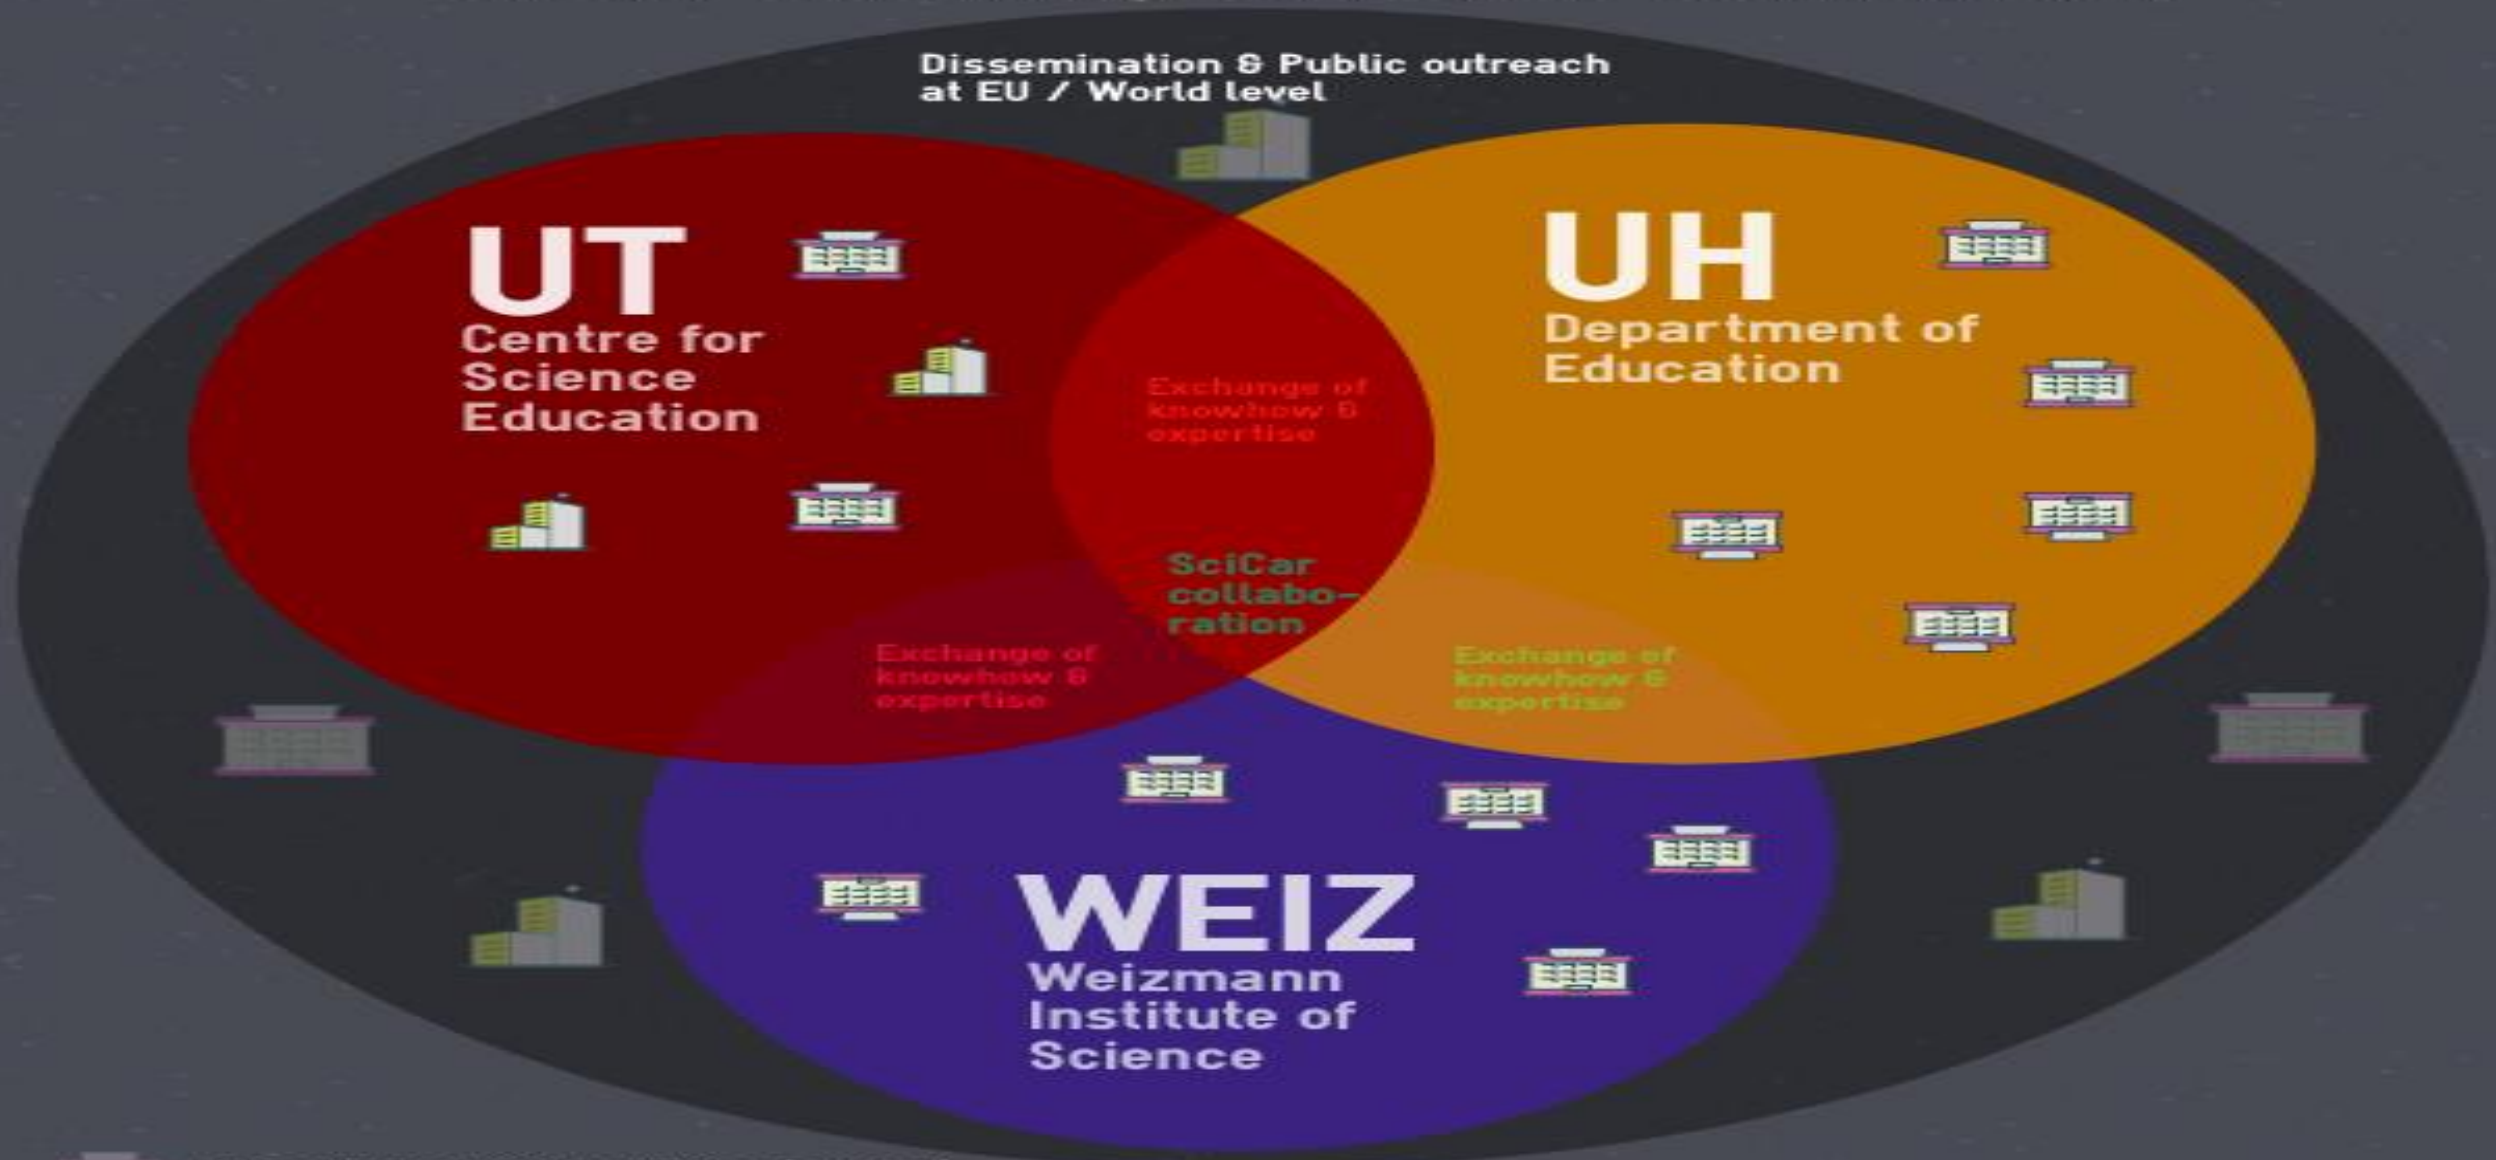 Dissemination & Public outreach
at EU / World level
UT
Centre for
Science
Education
UH
Department of
Education
Exchange of
knowhow &
expertise
SciCar
collabo-
ration
Exchange of
knowhow &
expertise
Exchange of
knowhow &
expertise
WEIZ
Weizmann
Institute of
Science